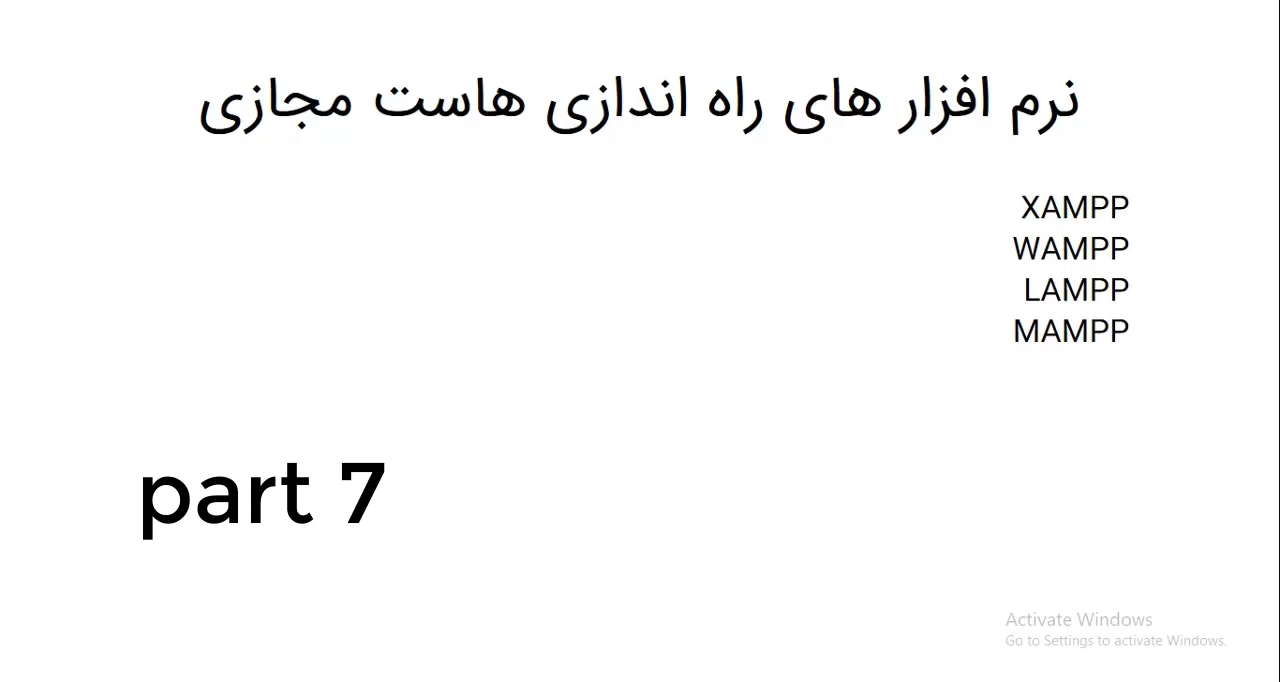 نرم افزار های راه اندازی هاست مجازی
XAMPP
WAMPP
LAMPP
MAMPP
part 7
Activate Windows
Go to Settings to activate Windows.